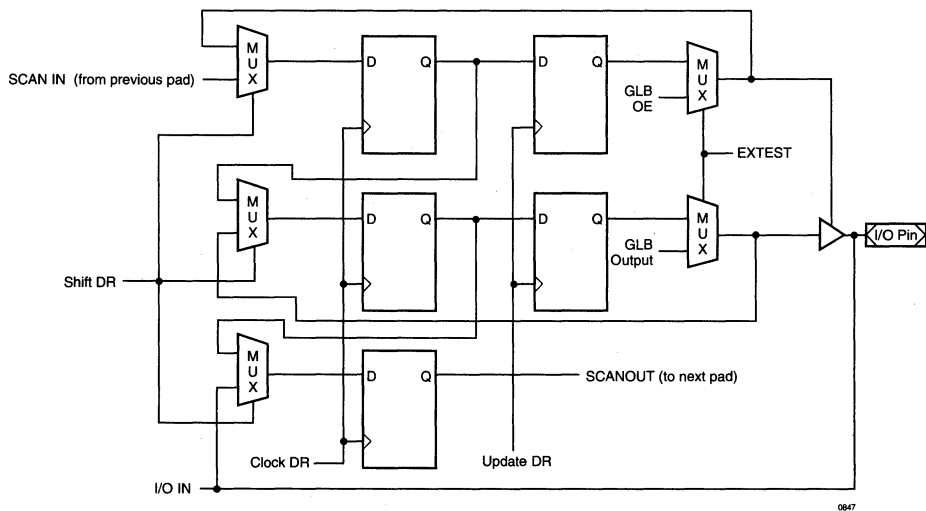 MUX
SCAN IN (from previous pad)
D Q
D Q
GLB
OE
MUX
EXTEST
MUX
D Q
D Q
GLB
Output
MUX
I/O Pin
Shift DR
MUX
D Q
SCANOUT (to next pad)
Clock DR
Update DR
I/O IN
0847